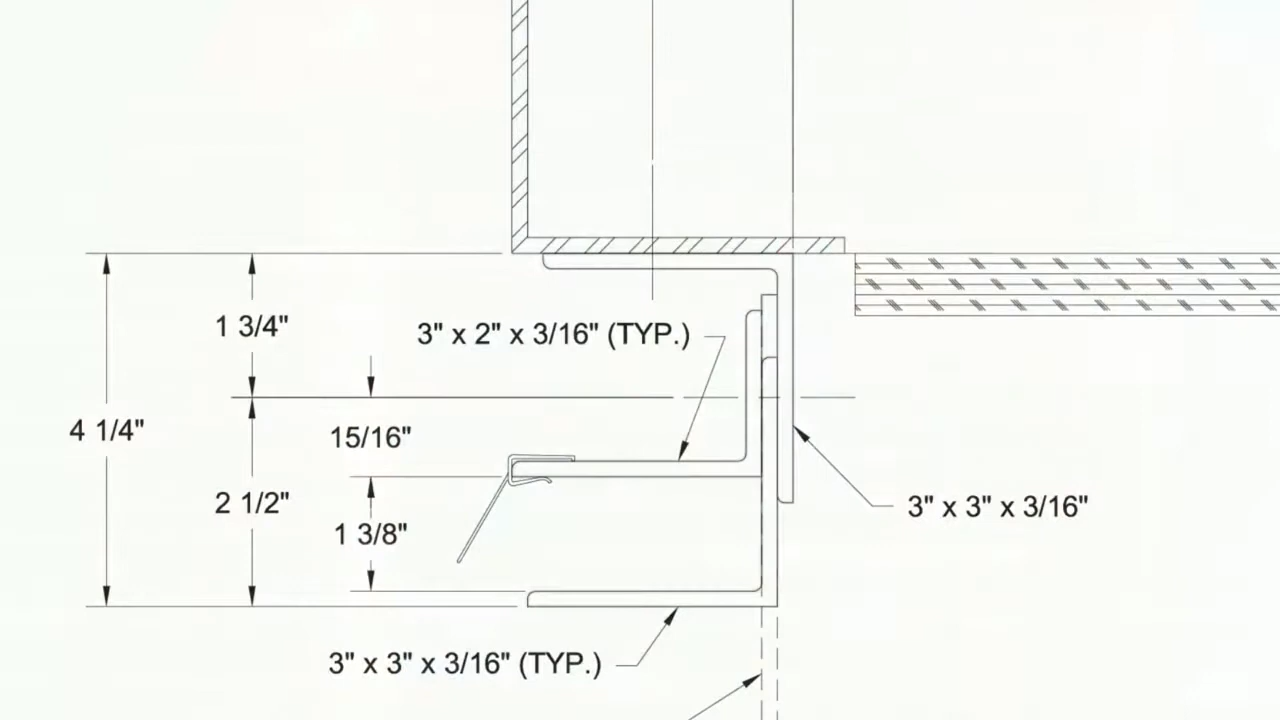 1 3/4"
3" x 2" x 3/16" (TYP.)
4 1/4"
15/16"
2 1/2"
3" x 3" x 3/16"
1 3/8"
3" x 3" x 3/16" (TYP.)